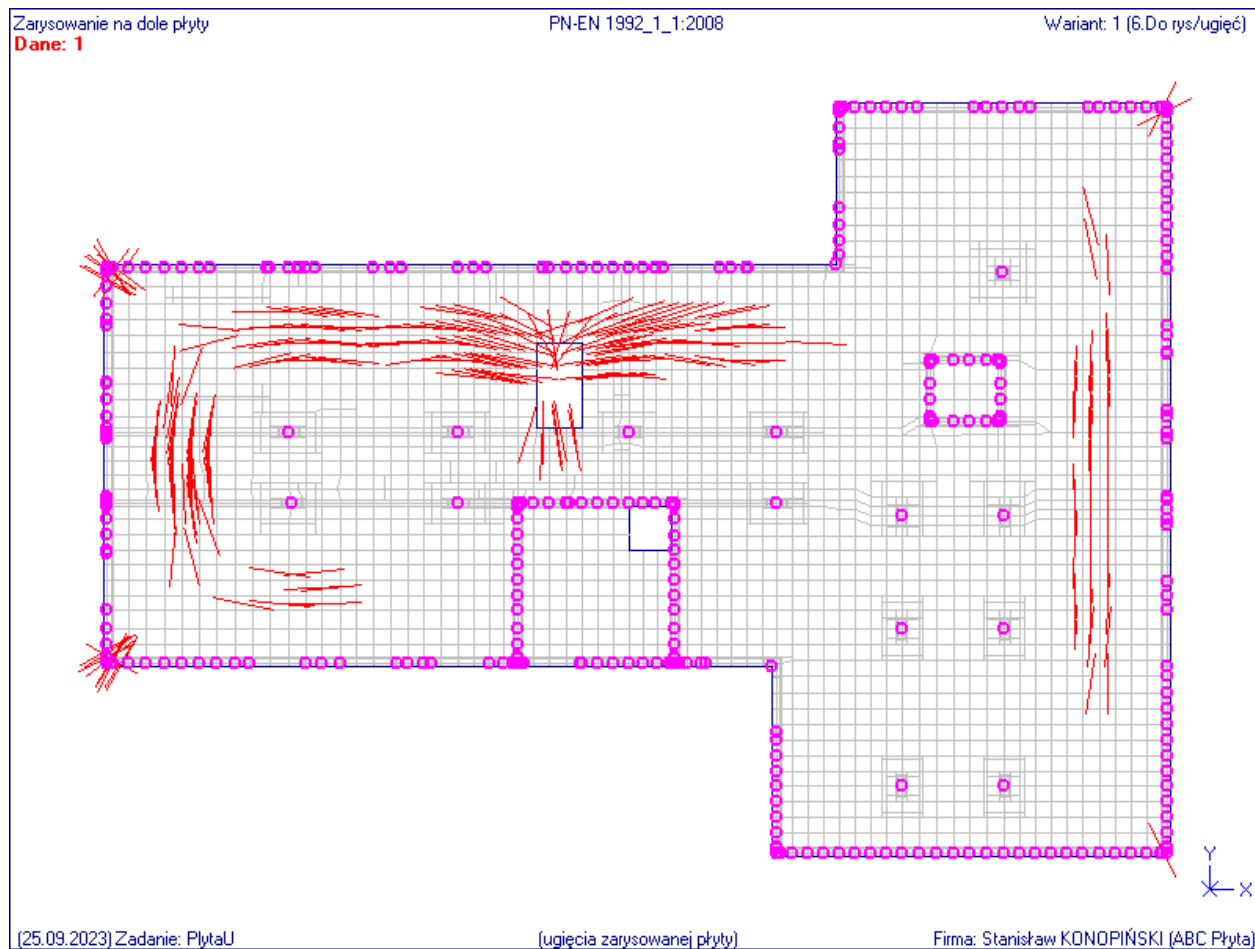 Zarysowanie na dole płyty PN-EN 1992_1_1:2008 Wariant: 1 (6.Do rys/ugięć)
Dane: 1
Y
X
(25.09.2023) Zadanie: PlytaU (ugięcia zarysowanej płyty) Firma: Stanisław KONOPIŃSKI (ABC Płyta)